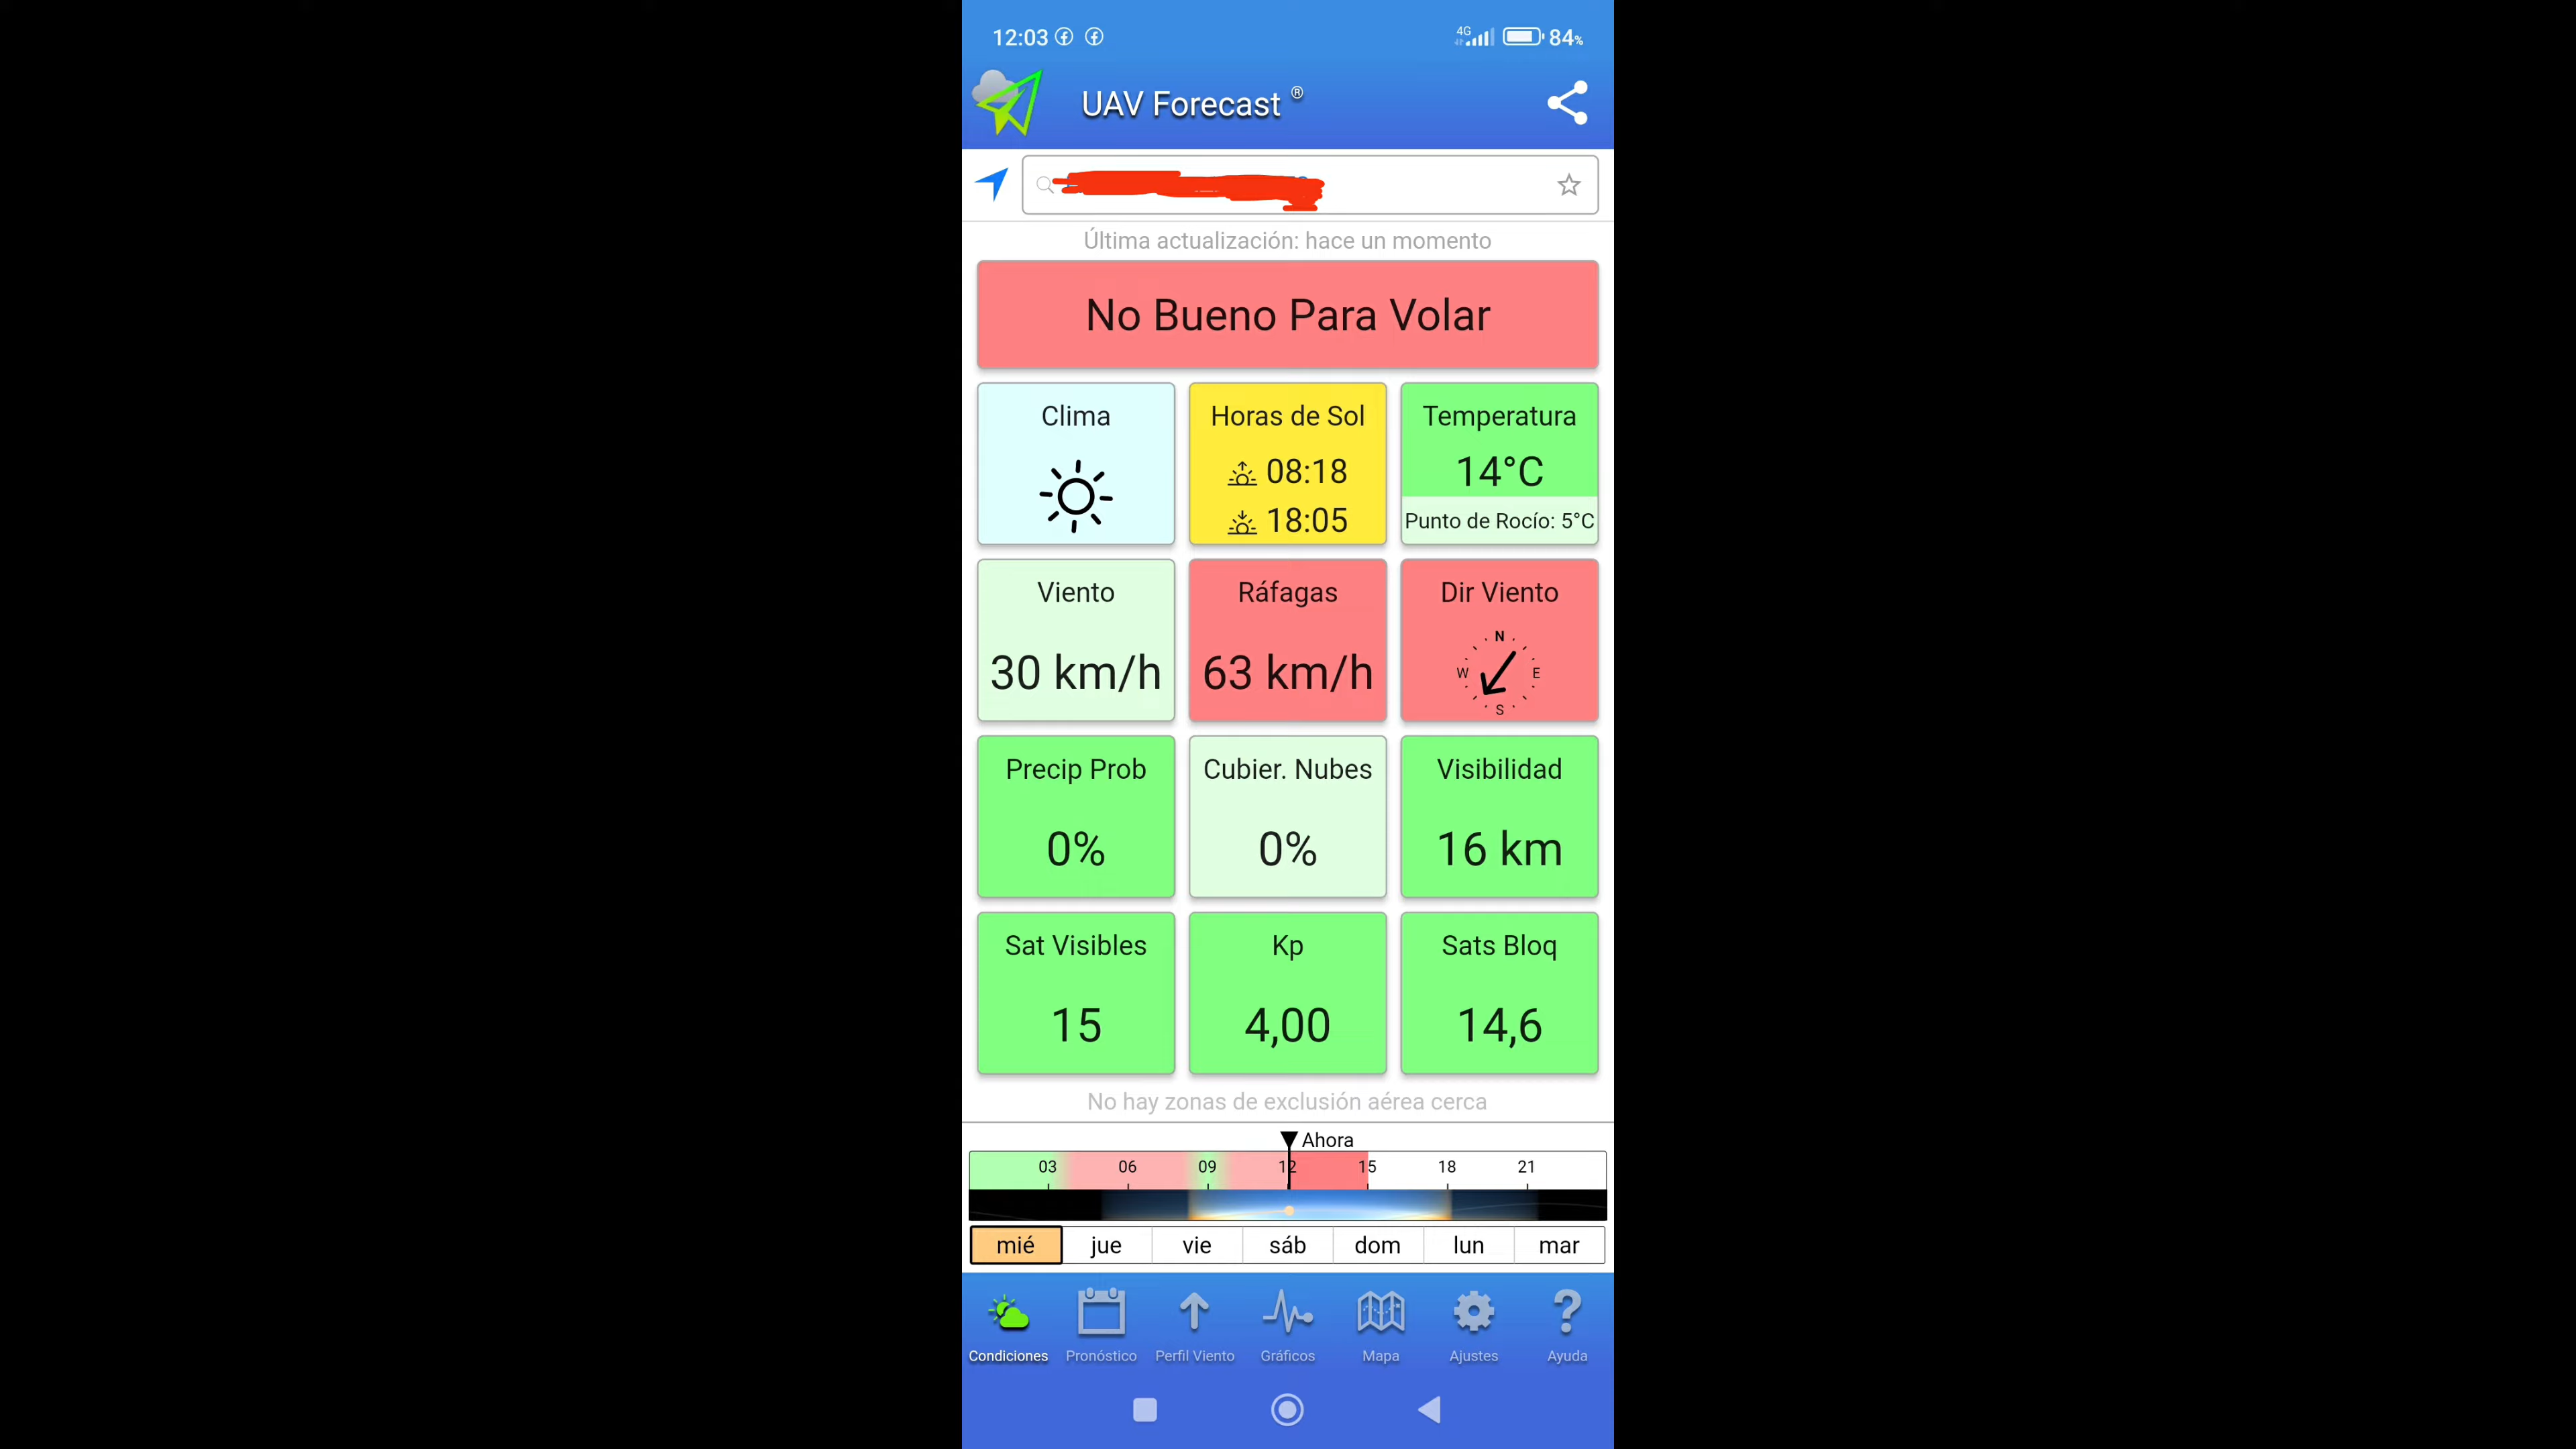 12:03
4G
84%
UAV Forecast ®
Última actualización: hace un momento
No Bueno Para Volar
Clima
Horas de Sol
08:18
18:05
Temperatura
14°C
Punto de Rocío: 5°C
Viento
30 km/h
Ráfagas
63 km/h
Dir Viento
N
W E
S
Precip Prob
0%
Cubier. Nubes
0%
Visibilidad
16 km
Sat Visibles
15
Kp
4,00
Sats Bloq
14,6
No hay zonas de exclusión aérea cerca
Ahora
03 06 09 12 15 18 21
mié jue vie sáb dom lun mar
Condiciones Pronóstico Perfil Viento Gráficos Mapa Ajustes Ayuda